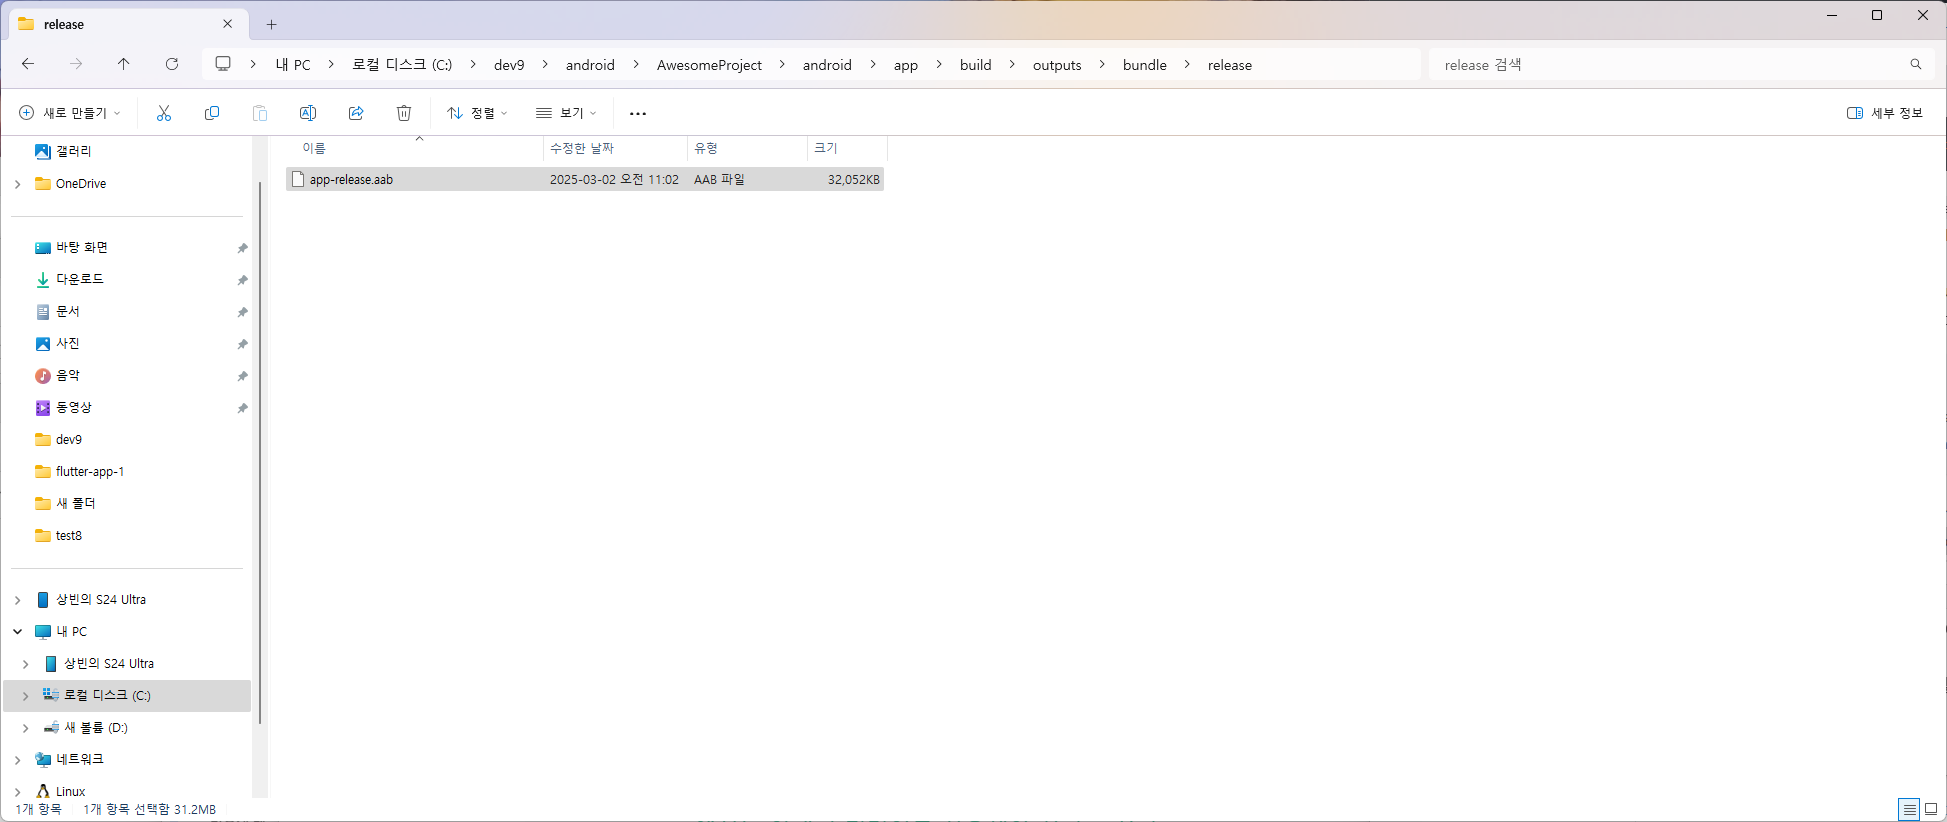 release
내 PC
로컬 디스크 (C:)
dev9
android
AwesomeProject
android
app
build
outputs
bundle
release
release 검색
새로 만들기
정렬
보기
세부 정보
갤러리
OneDrive
바탕 화면
다운로드
문서
사진
음악
동영상
dev9
flutter-app-1
새 폴더
test8
상빈의 S24 Ultra
내 PC
상빈의 S24 Ultra
로컬 디스크 (C:)
새 볼륨 (D:)
네트워크
Linux
이름
수정한 날짜
유형
크기
app-release.aab
2025-03-02 오전 11:02
AAB 파일
32,052KB
1개 항목
1개 항목 선택함 31.2MB